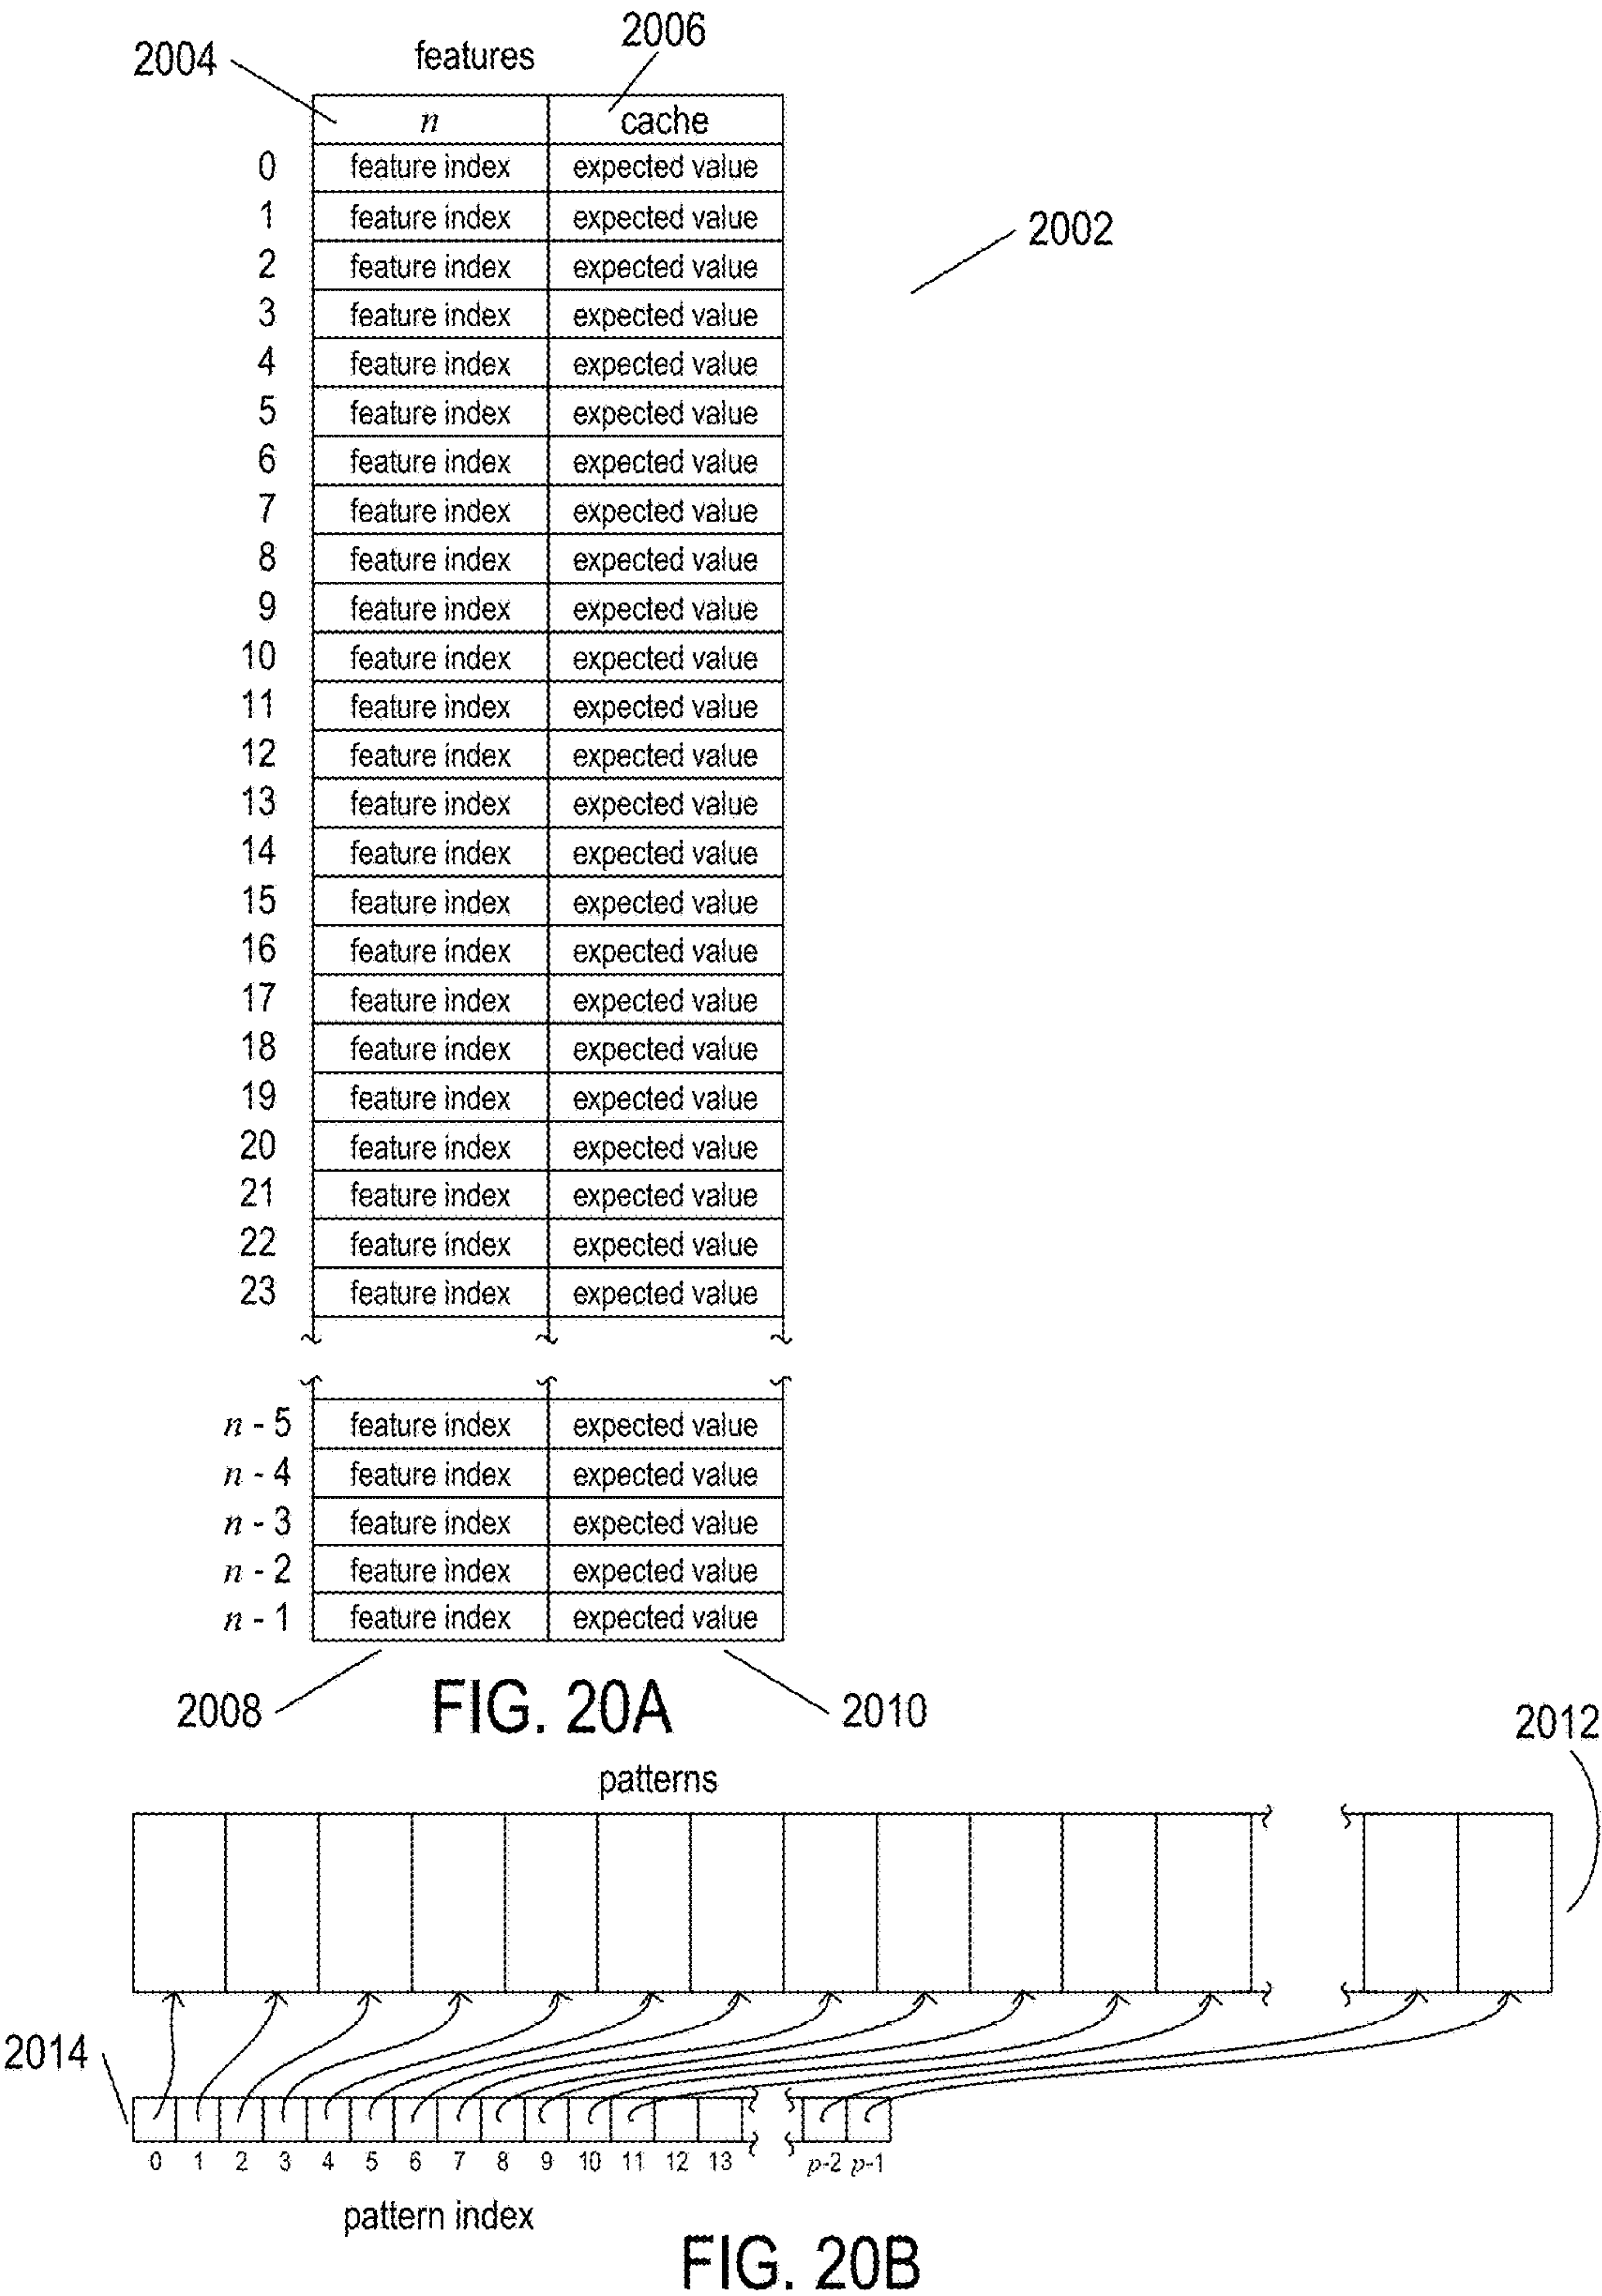 2004 features 2006
n cache
0 feature index expected value
1 feature index expected value
2 feature index expected value
2002
3 feature index expected value
4 feature index expected value
5 feature index expected value
6 feature index expected value
7 feature index expected value
8 feature index expected value
9 feature index expected value
10 feature index expected value
11 feature index expected value
12 feature index expected value
13 feature index expected value
14 feature index expected value
15 feature index expected value
16 feature index expected value
17 feature index expected value
18 feature index expected value
19 feature index expected value
20 feature index expected value
21 feature index expected value
22 feature index expected value
23 feature index expected value
n - 5 feature index expected value
n - 4 feature index expected value
n - 3 feature index expected value
n - 2 feature index expected value
n - 1 feature index expected value
2008 FIG. 20A 2010
2012
patterns
2014
0 1 2 3 4 5 6 7 8 9 10 11 12 13 p-2 p-1
pattern index
FIG. 20B